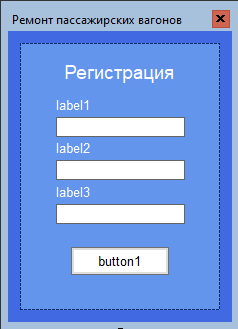 Ремонт пассажирских вагонов
Регистрация
label1
label2
label3
button1